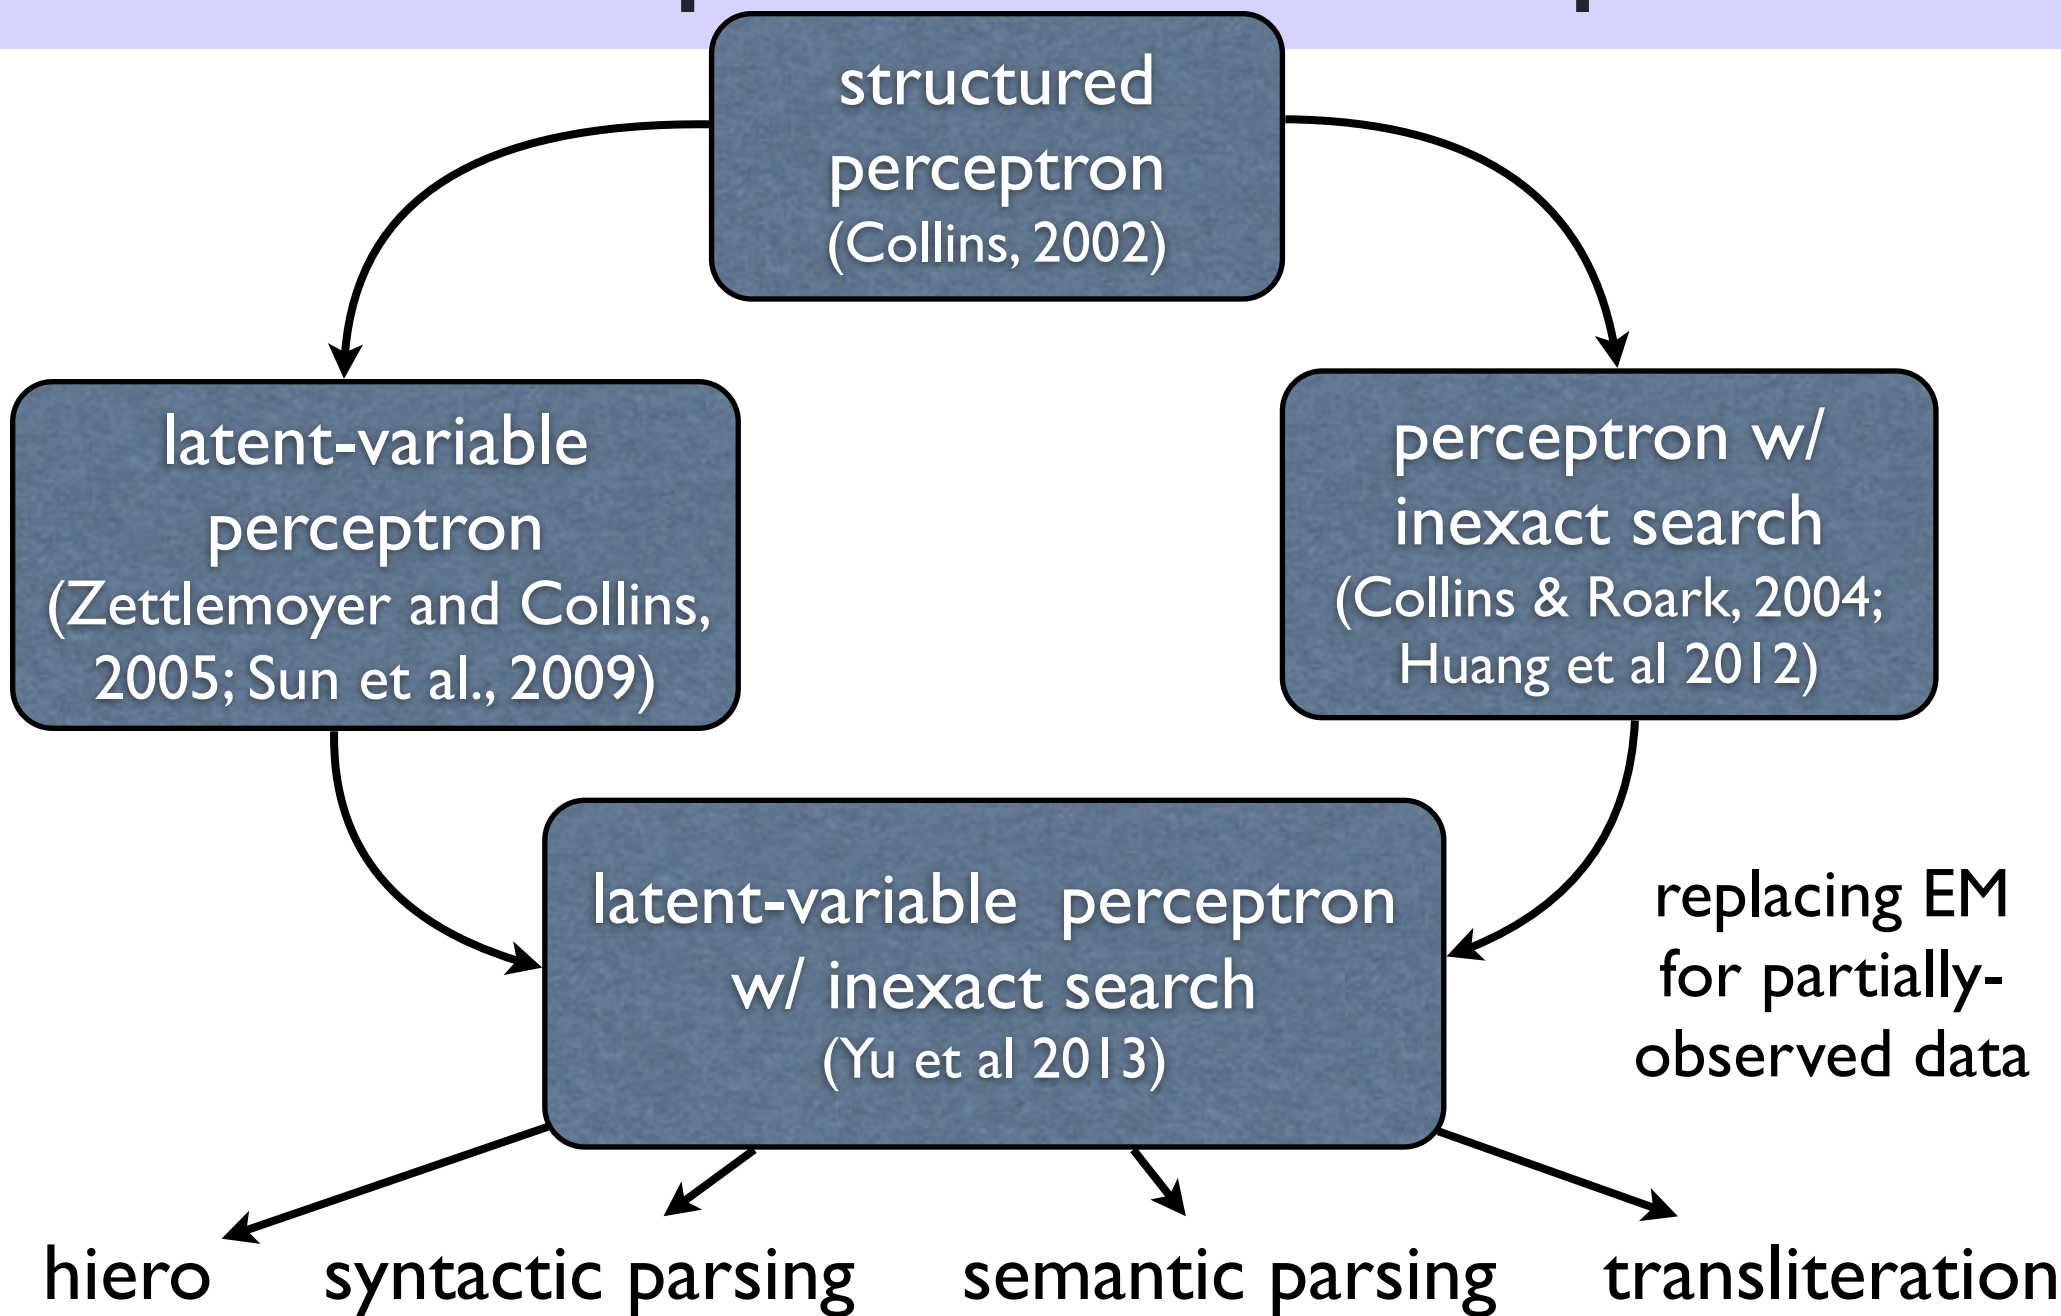 structured
perceptron
(Collins, 2002)
latent-variable
perceptron
(Zettlemoyer and Collins,
2005; Sun et al., 2009)
perceptron w/
inexact search
(Collins & Roark, 2004;
Huang et al 2012)
latent-variable perceptron
w/ inexact search
(Yu et al 2013)
replacing EM
for partially-
observed data
hiero syntactic parsing semantic parsing transliteration